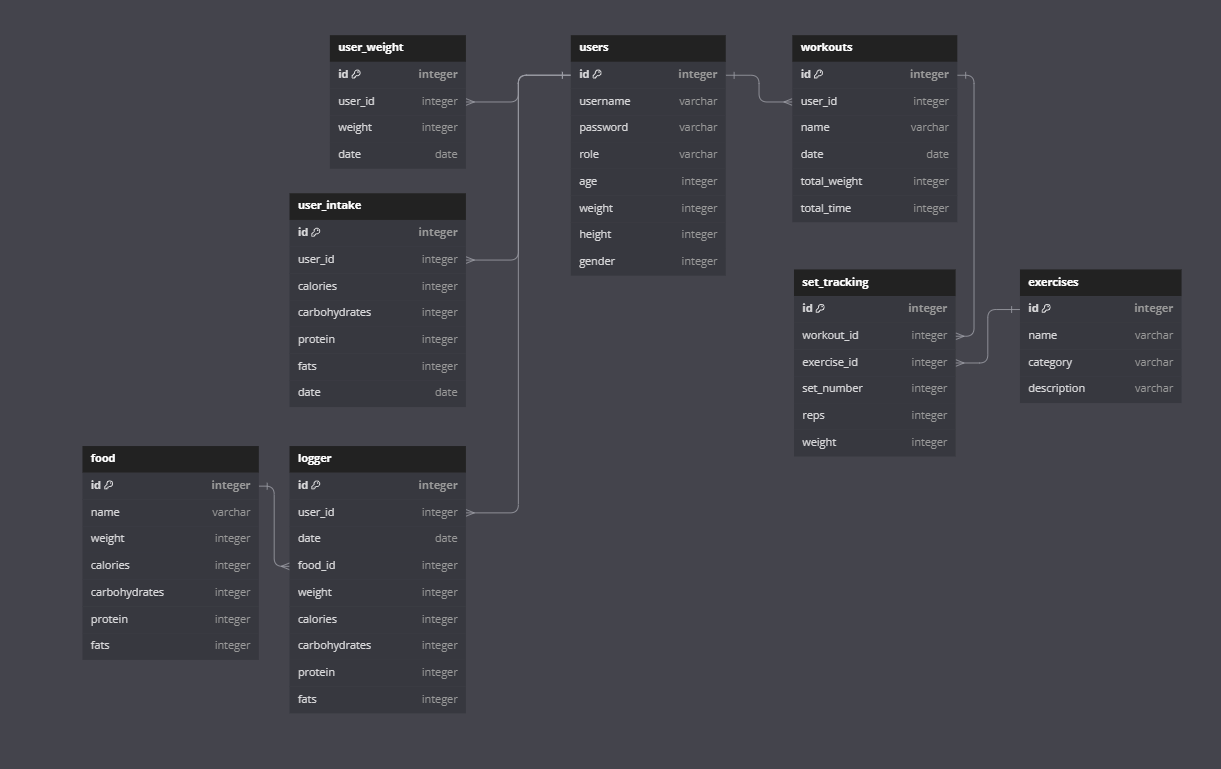 user_weight
id integer
user_id integer
weight integer
date date
users
id integer
username varchar
password varchar
role varchar
age integer
weight integer
height integer
gender integer
workouts
id integer
user_id integer
name varchar
date date
total_weight integer
total_time integer
user_intake
id integer
user_id integer
calories integer
carbohydrates integer
protein integer
fats integer
date date
set_tracking
id integer
workout_id integer
exercise_id integer
set_number integer
reps integer
weight integer
exercises
id integer
name varchar
category varchar
description varchar
food
id integer
name varchar
weight integer
calories integer
carbohydrates integer
protein integer
fats integer
logger
id integer
user_id integer
date date
food_id integer
weight integer
calories integer
carbohydrates integer
protein integer
fats integer